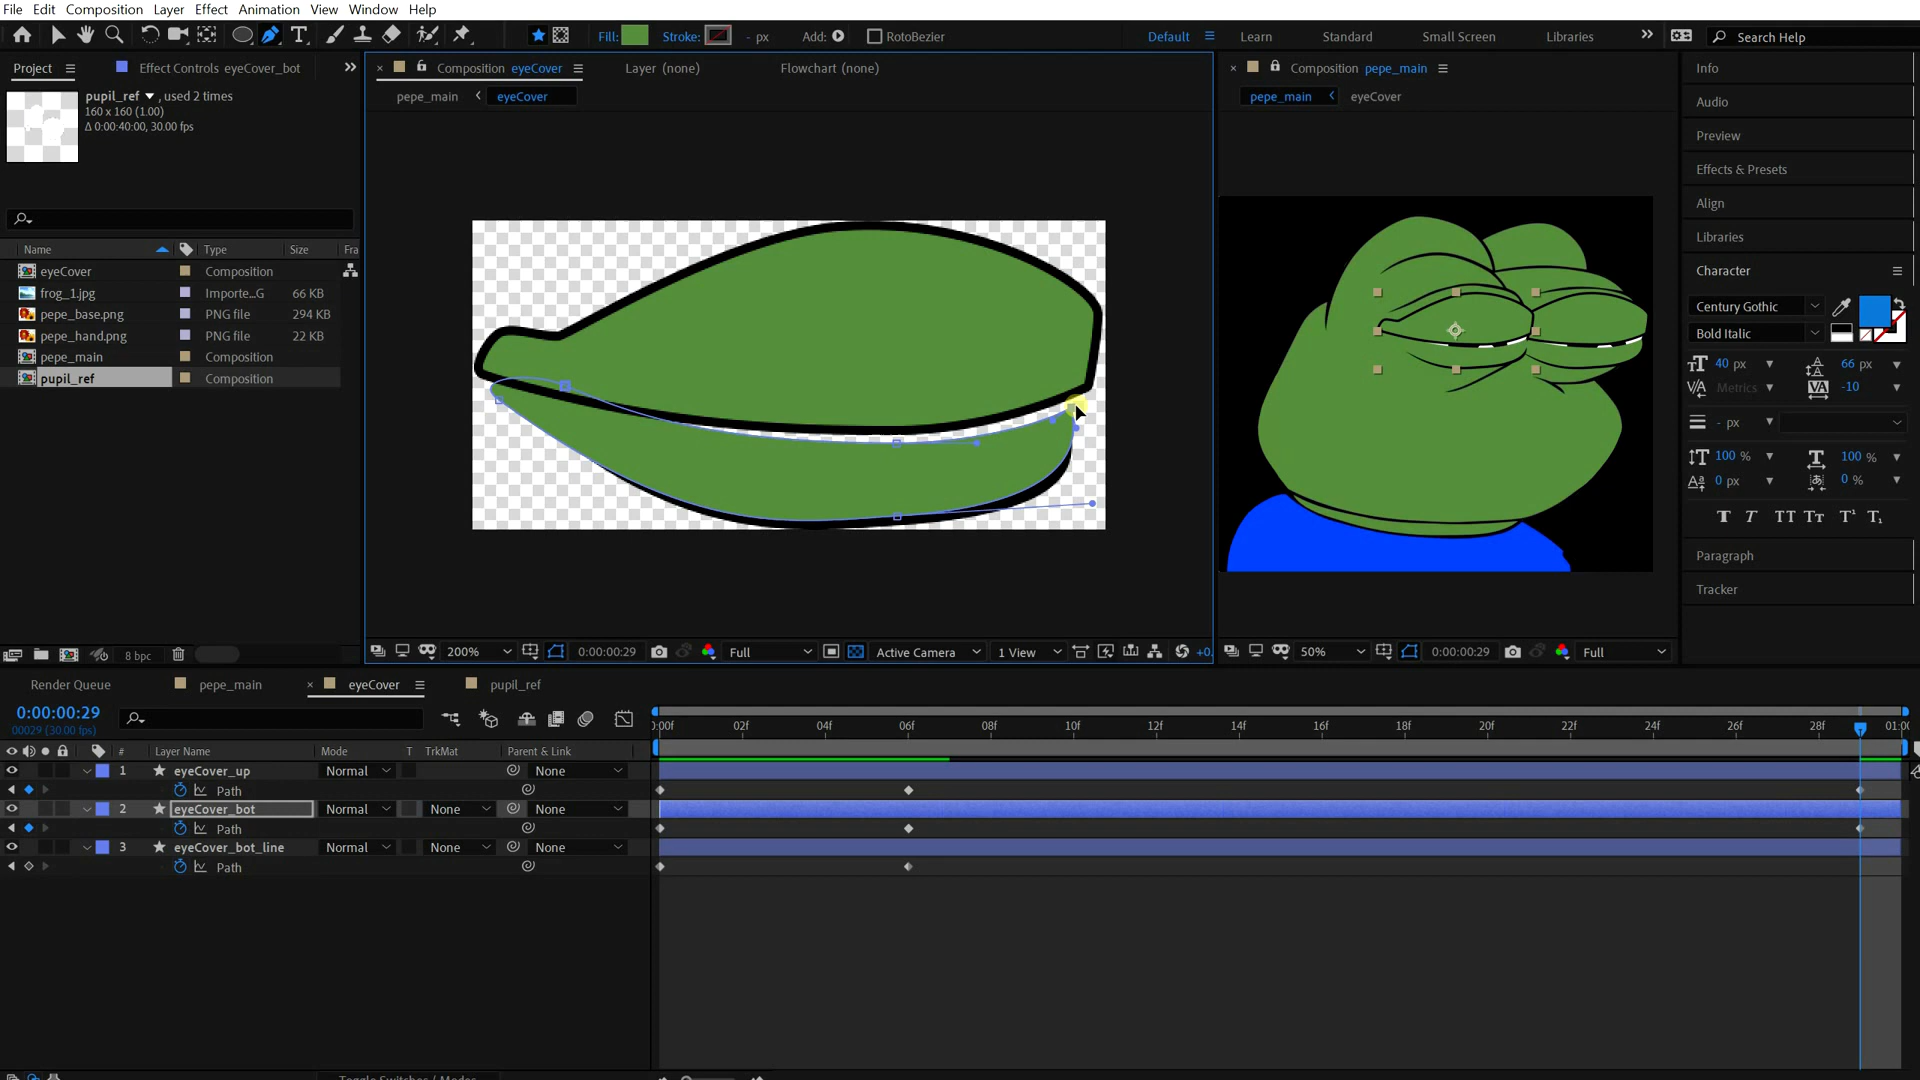 File Edit Composition Layer Effect Animation View Window Help
Fill: Stroke: - px Add: RotoBezier Default Learn Standard Small Screen Libraries Search Help
Project Effect Controls eyeCover_bot
pupil_ref , used 2 times
160 x 160 (1.00)
Δ 0:00:40:00, 30.00 fps
Name Type Size Fra
eyeCover Composition
frog_1.jpg Importe...G 66 KB
pepe_base.png PNG file 294 KB
pepe_hand.png PNG file 22 KB
pepe_main Composition
pupil_ref Composition
8 bpc
Composition eyeCover Layer (none) Flowchart (none)
pepe_main eyeCover
200% 0:00:00:29 Full Active Camera 1 View +0.
Composition pepe_main
pepe_main eyeCover
50% 0:00:00:29 Full
Info
Audio
Preview
Effects & Presets
Align
Libraries
Character
Century Gothic
Bold Italic
40 px 66 px
Metrics -10
- px
100 % 100 %
0 px 0 %
T T TT Tt T¹ T₁
Paragraph
Tracker
Render Queue pepe_main eyeCover pupil_ref
0:00:00:29
00029 (30.00 fps)
# Layer Name Mode T TrkMat Parent & Link
1 eyeCover_up Normal None
Path
2 eyeCover_bot Normal None None
Path
3 eyeCover_bot_line Normal None None
Path
:00f 02f 04f 06f 08f 10f 12f 14f 16f 18f 20f 22f 24f 26f 28f 01:00
Toggle Switches / Modes